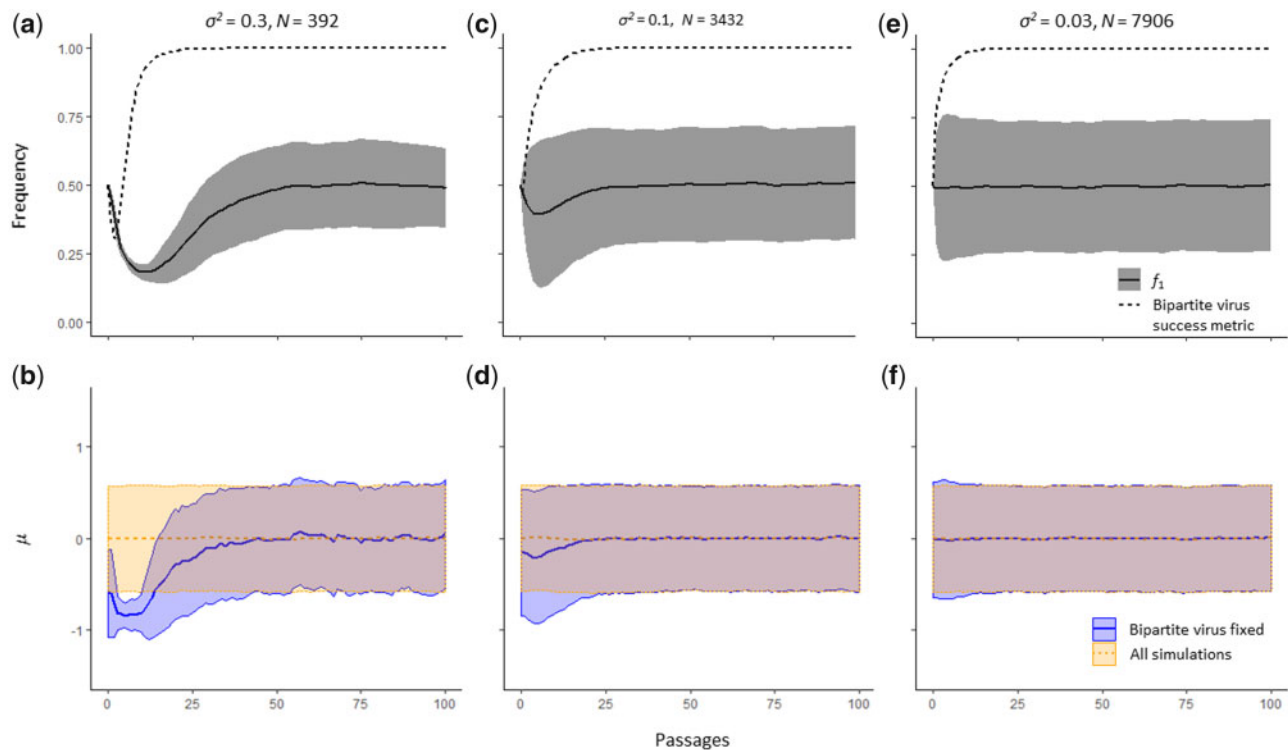 (a) σ² = 0.3, N = 392
(c) σ² = 0.1, N = 3432
(e) σ² = 0.03, N = 7906
Frequency
1.00
0.75
0.50
0.25
0.00
f₁
Bipartite virus
success metric
(b)
(d)
(f)
μ
1
0
-1
Bipartite virus fixed
All simulations
0 25 50 75 100
0 25 50 75 100
0 25 50 75 100
Passages